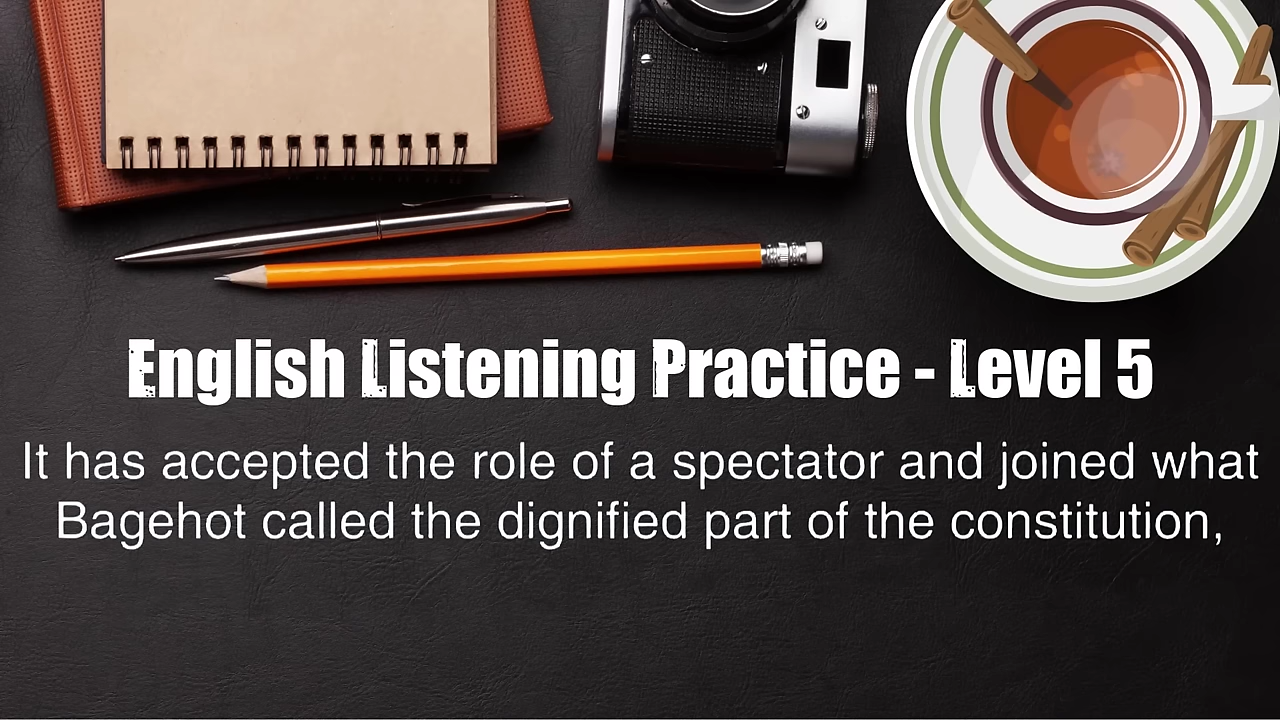 English Listening Practice - Level 5
It has accepted the role of a spectator and joined what
Bagehot called the dignified part of the constitution,